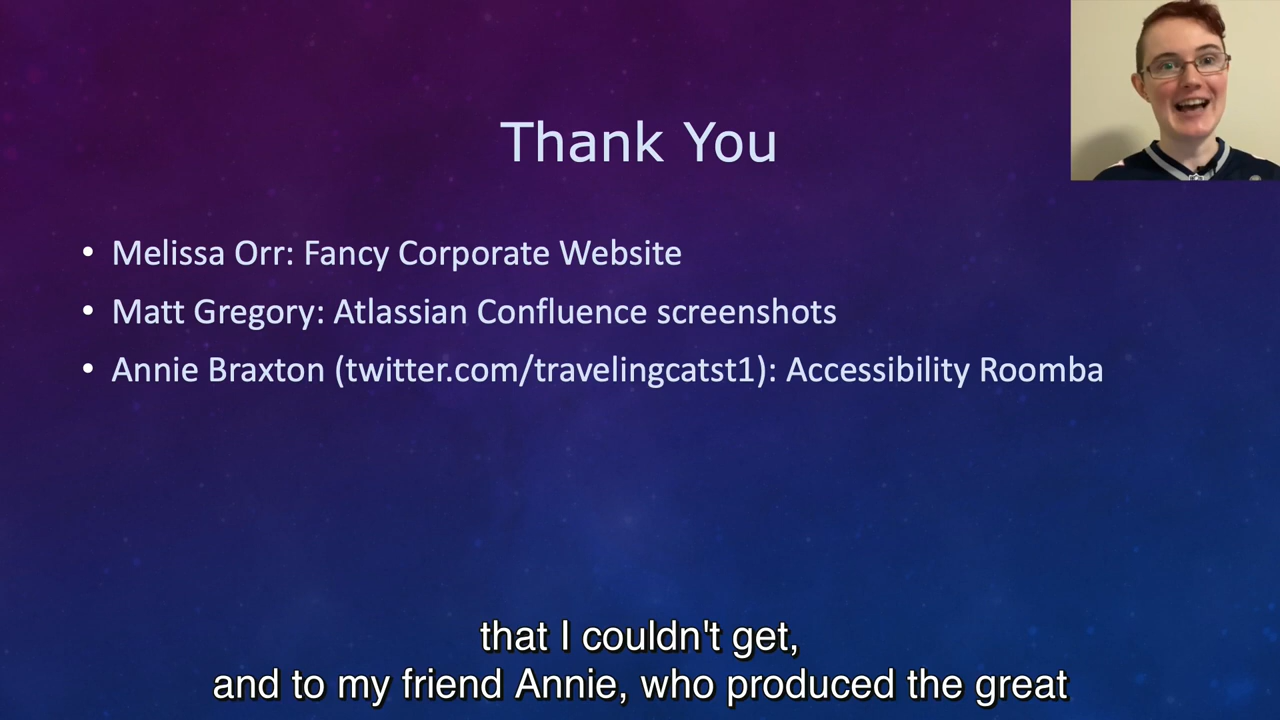 Thank You
• Melissa Orr: Fancy Corporate Website
• Matt Gregory: Atlassian Confluence screenshots
• Annie Braxton (twitter.com/travelingcatst1): Accessibility Roomba
that I couldn't get,
and to my friend Annie, who produced the great